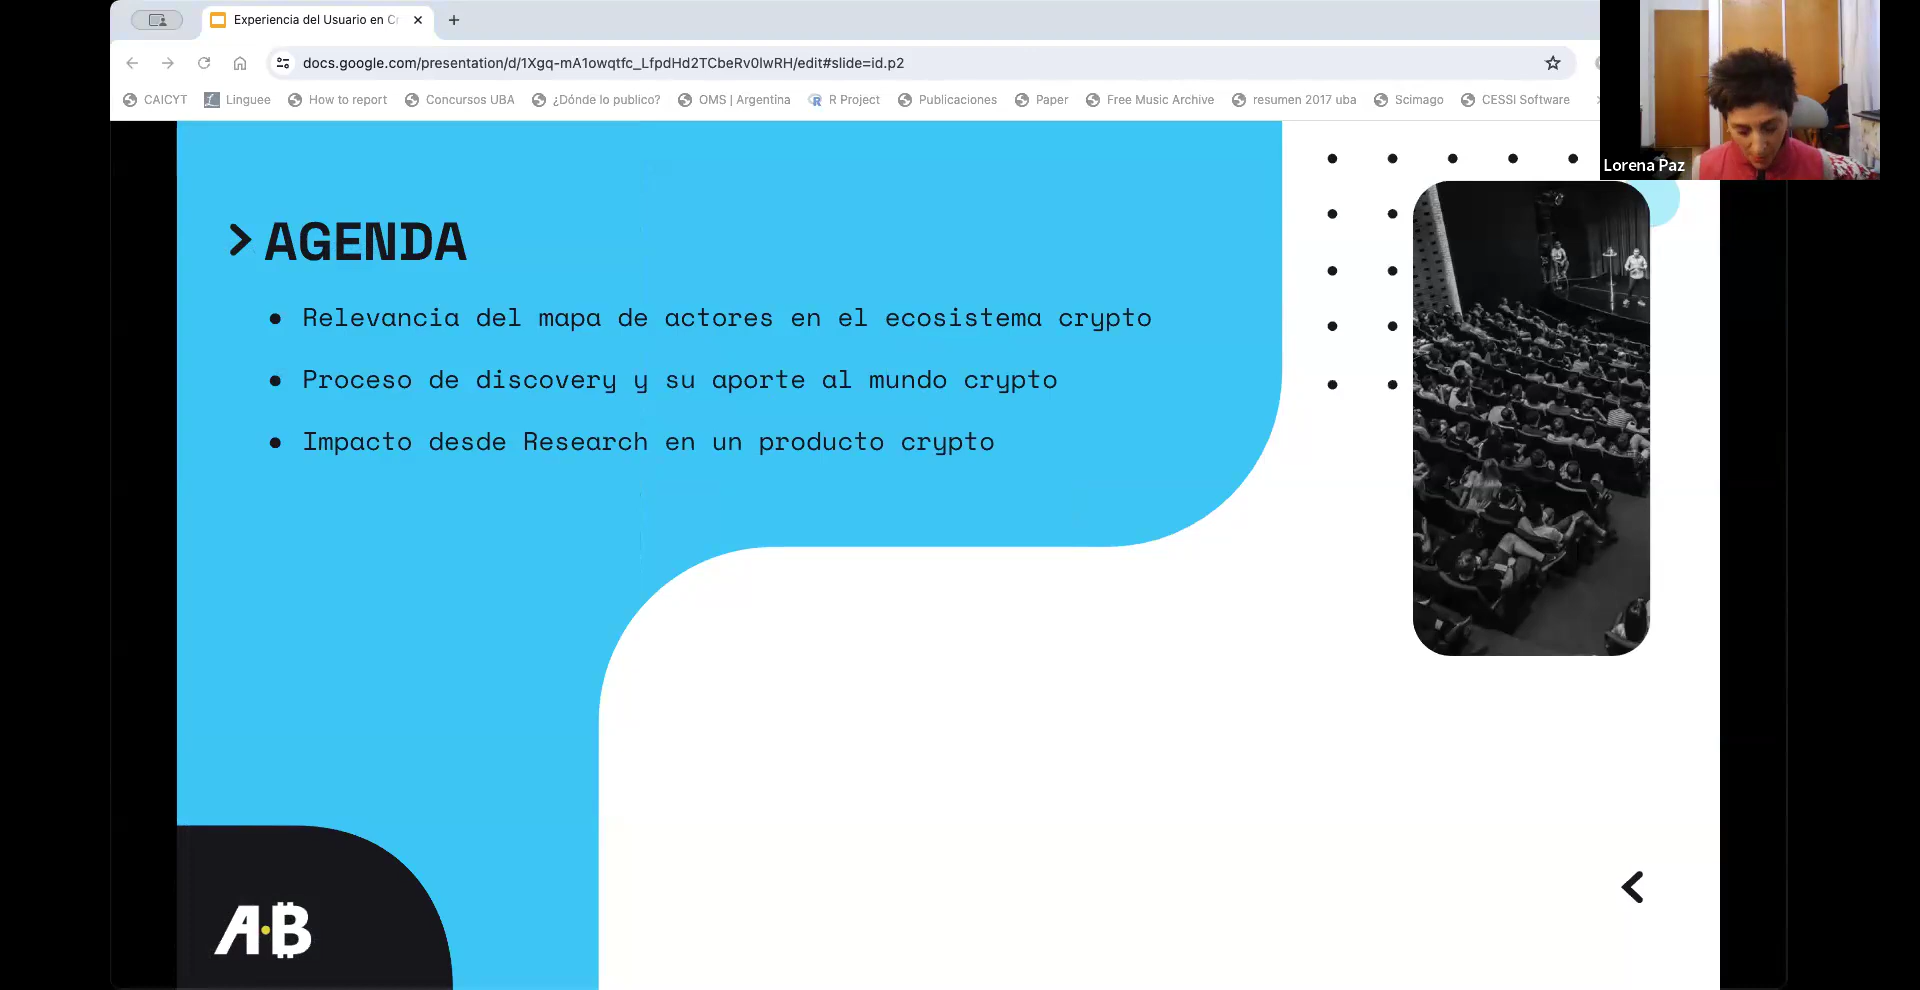 Experiencia del Usuario en Cr
docs.google.com/presentation/d/1Xgq-mA1owqtfc_LfpdHd2TCbeRv0lwRH/edit#slide=id.p2
CAICYT
Linguee
How to report
Concursos UBA
¿Dónde lo publico?
OMS | Argentina
R Project
Publicaciones
Paper
Free Music Archive
resumen 2017 uba
Scimago
CESSI Software
Lorena Paz
> AGENDA
● Relevancia del mapa de actores en el ecosistema crypto
● Proceso de discovery y su aporte al mundo crypto
● Impacto desde Research en un producto crypto
A·B